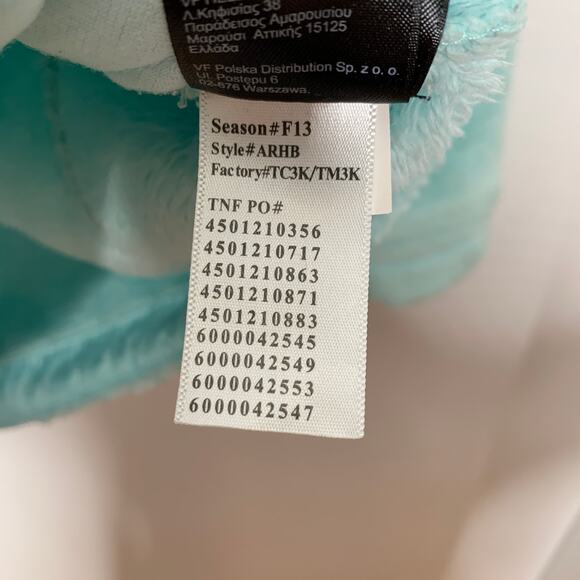 Λ.Κηφισίας 38
Παράδεισος Αμαρουσίου
Μαρούσι Αττικής 15125
Ελλάδα
VF Polska Distribution Sp. z o. o.
Ul. Postępu 6
02-676 Warszawa.
Season#F13
Style#ARHB
Factory#TC3K/TM3K
TNF PO#
4501210356
4501210717
4501210863
4501210871
4501210883
6000042545
6000042549
6000042553
6000042547